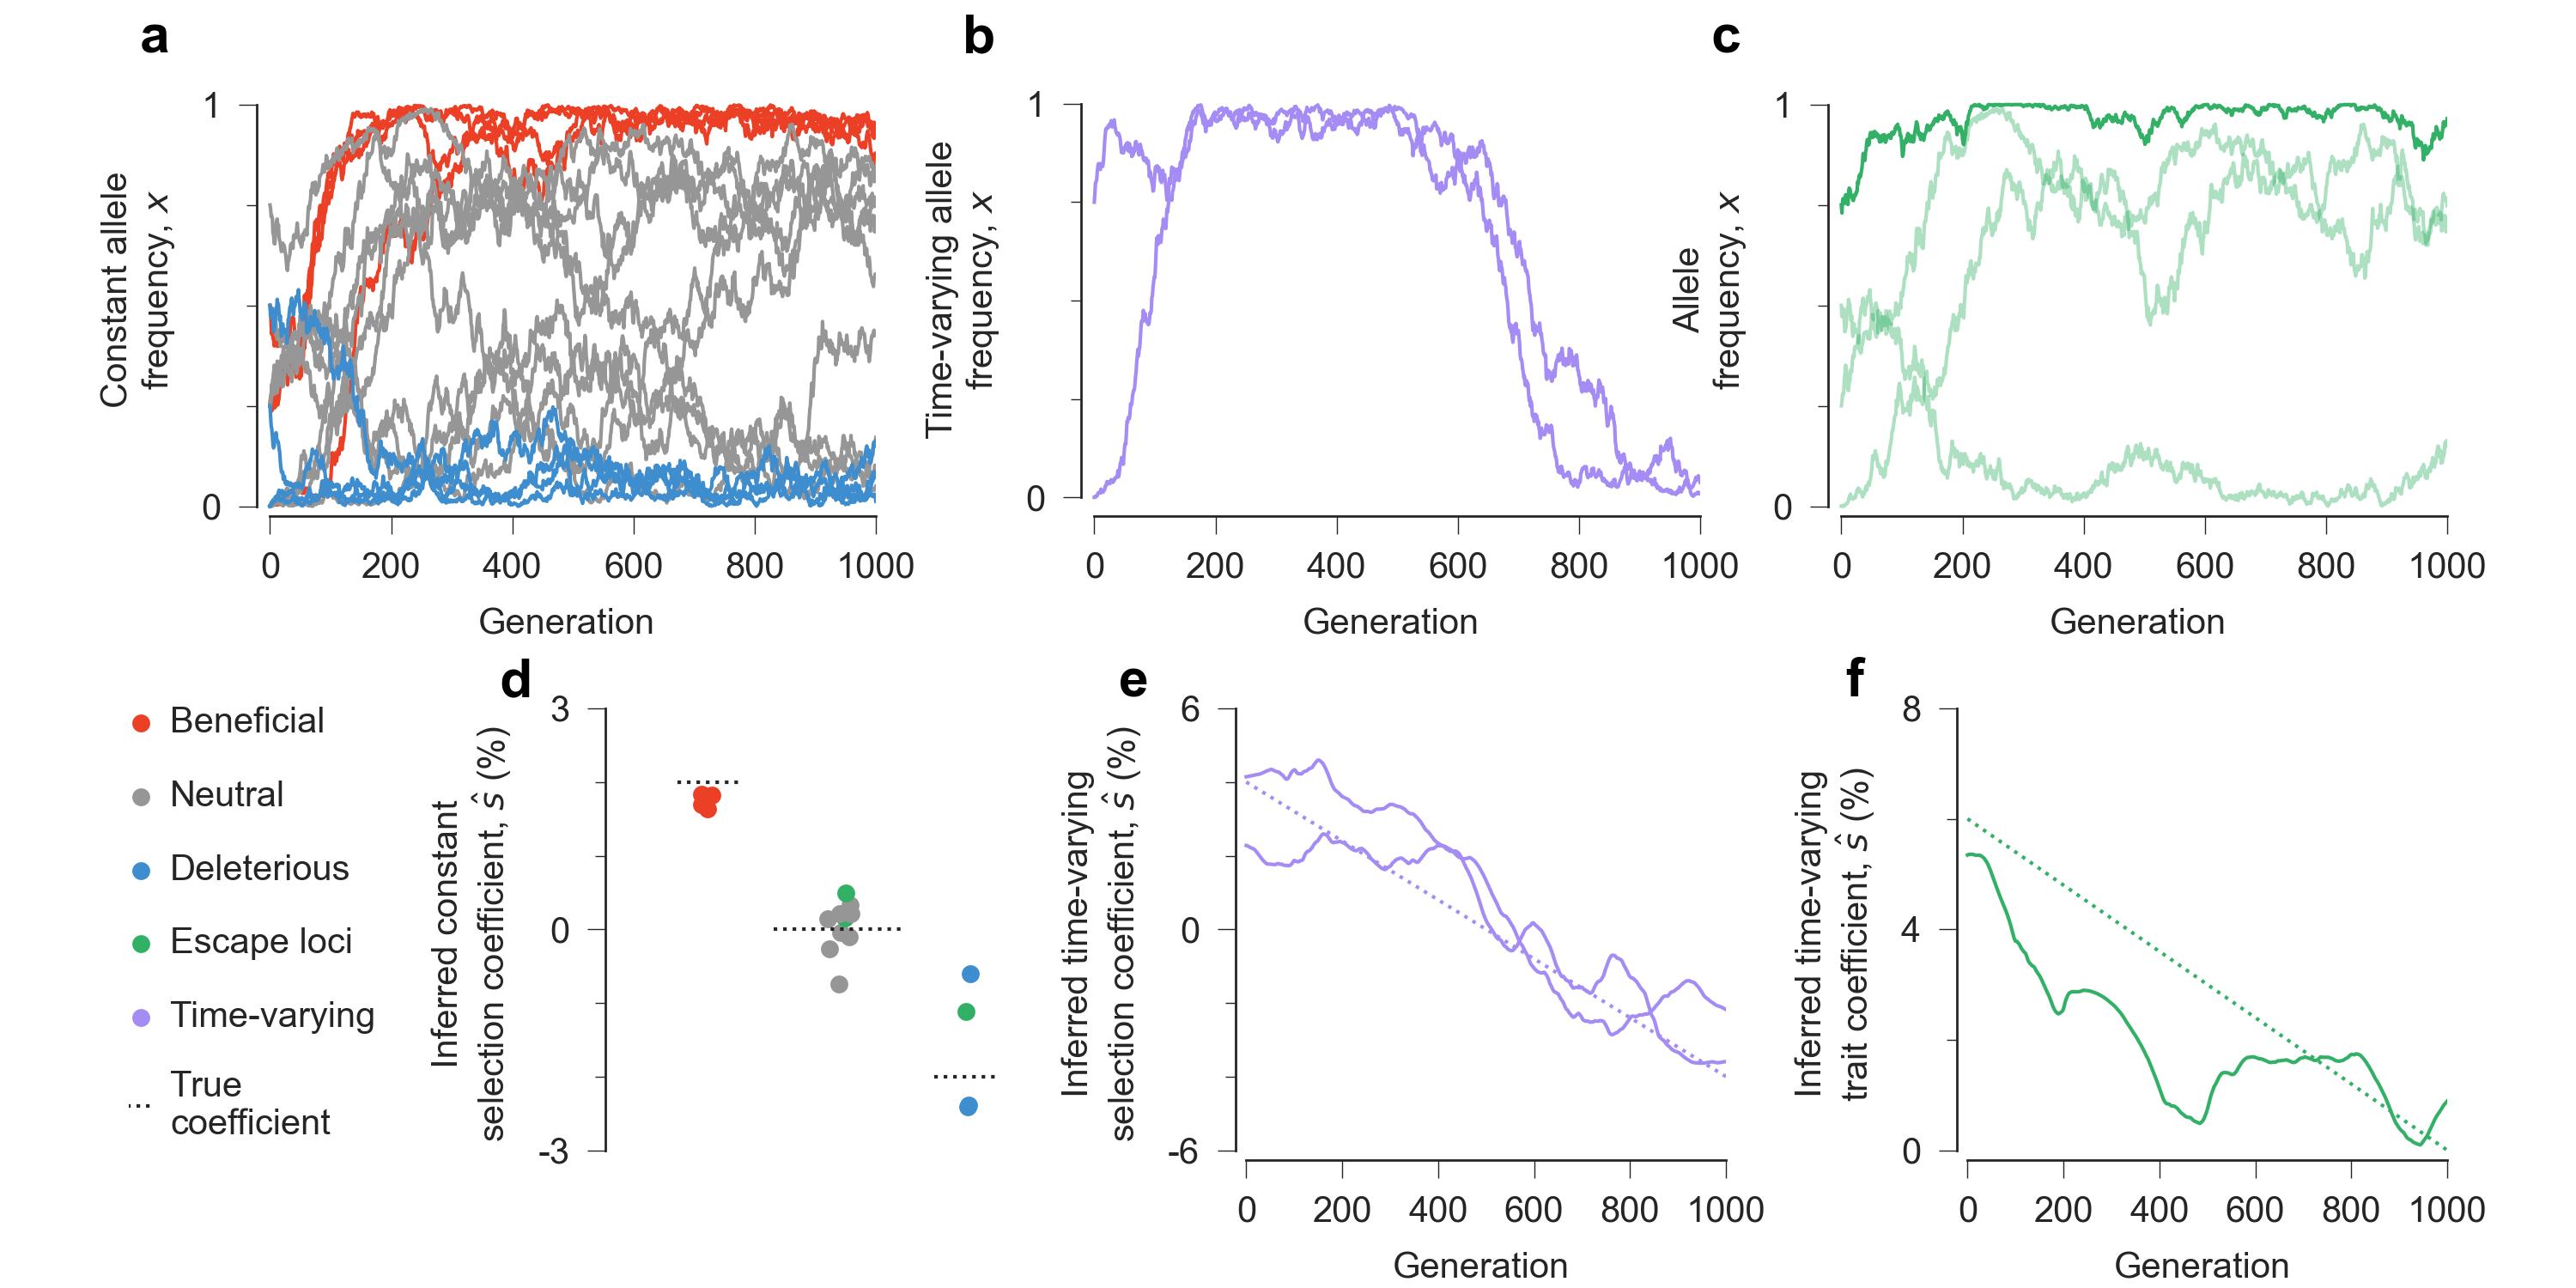 a
Constant allele
frequency, x
1
0
0 200 400 600 800 1000
Generation
b
Time-varying allele
frequency, x
1
0
0 200 400 600 800 1000
Generation
c
Allele
frequency, x
1
0
0 200 400 600 800 1000
Generation
Beneficial
Neutral
Deleterious
Escape loci
Time-varying
True
coefficient
d
Inferred constant
selection coefficient, ŝ (%)
3
0
-3
e
Inferred time-varying
selection coefficient, ŝ (%)
6
0
-6
0 200 400 600 800 1000
Generation
f
Inferred time-varying
trait coefficient, ŝ (%)
8
4
0
0 200 400 600 800 1000
Generation